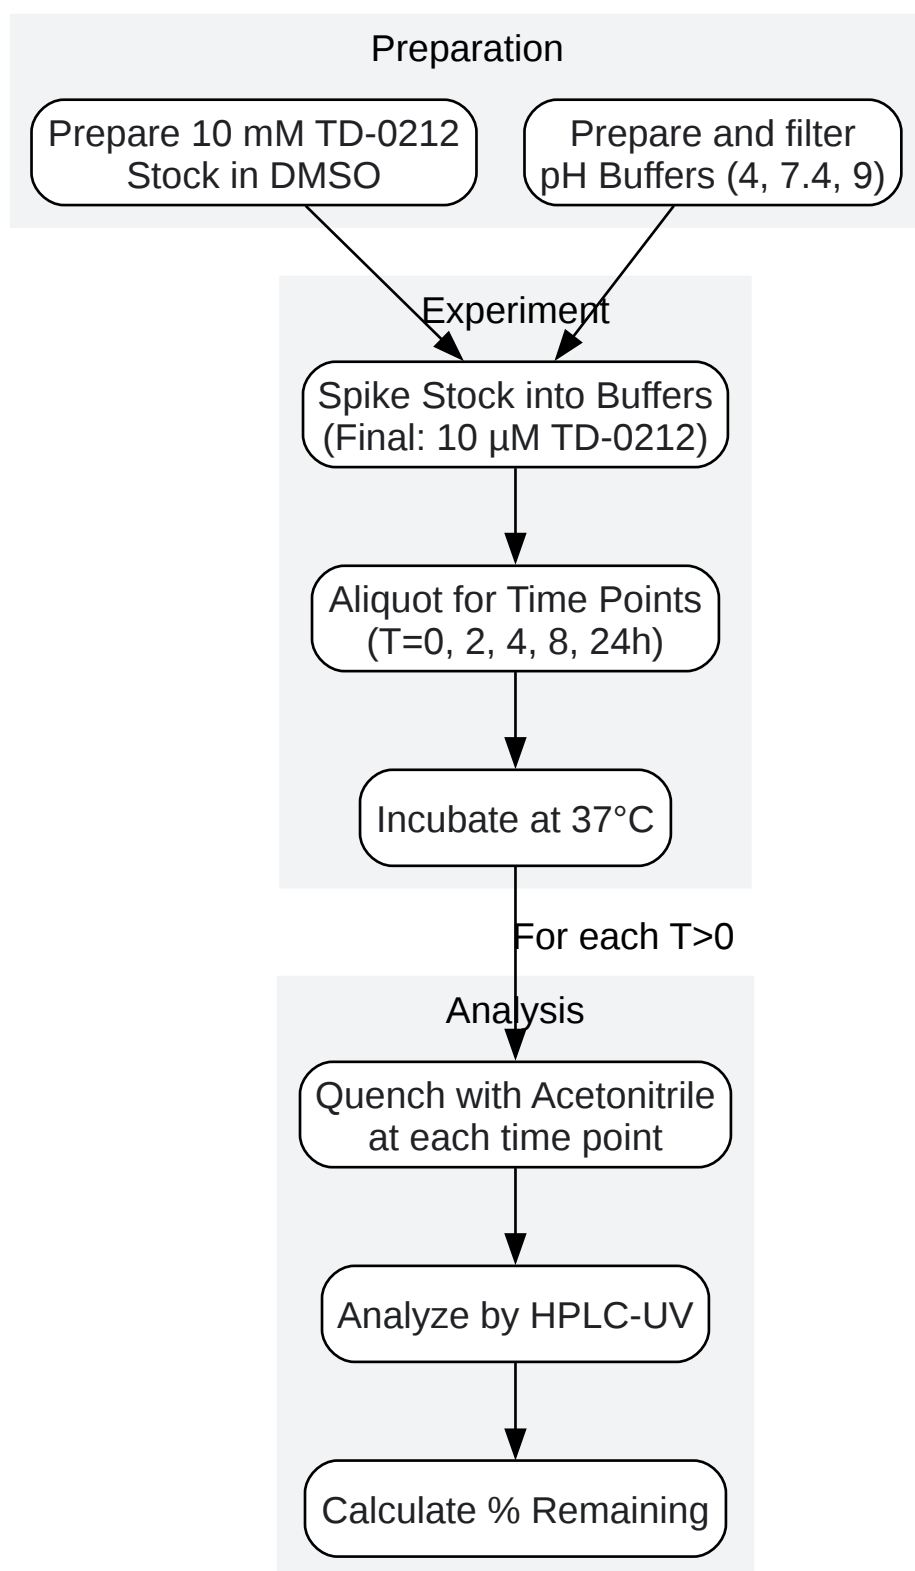 Preparation
Prepare 10 mM TD-0212
Stock in DMSO
Prepare and filter
pH Buffers (4, 7.4, 9)
Experiment
Spike Stock into Buffers
(Final: 10 µM TD-0212)
Aliquot for Time Points
(T=0, 2, 4, 8, 24h)
Incubate at 37°C
For each T>0
Analysis
Quench with Acetonitrile
at each time point
Analyze by HPLC-UV
Calculate % Remaining